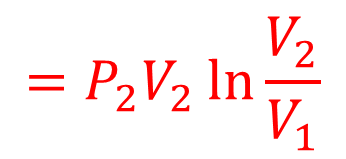 = P₂V₂ ln V₂/V₁